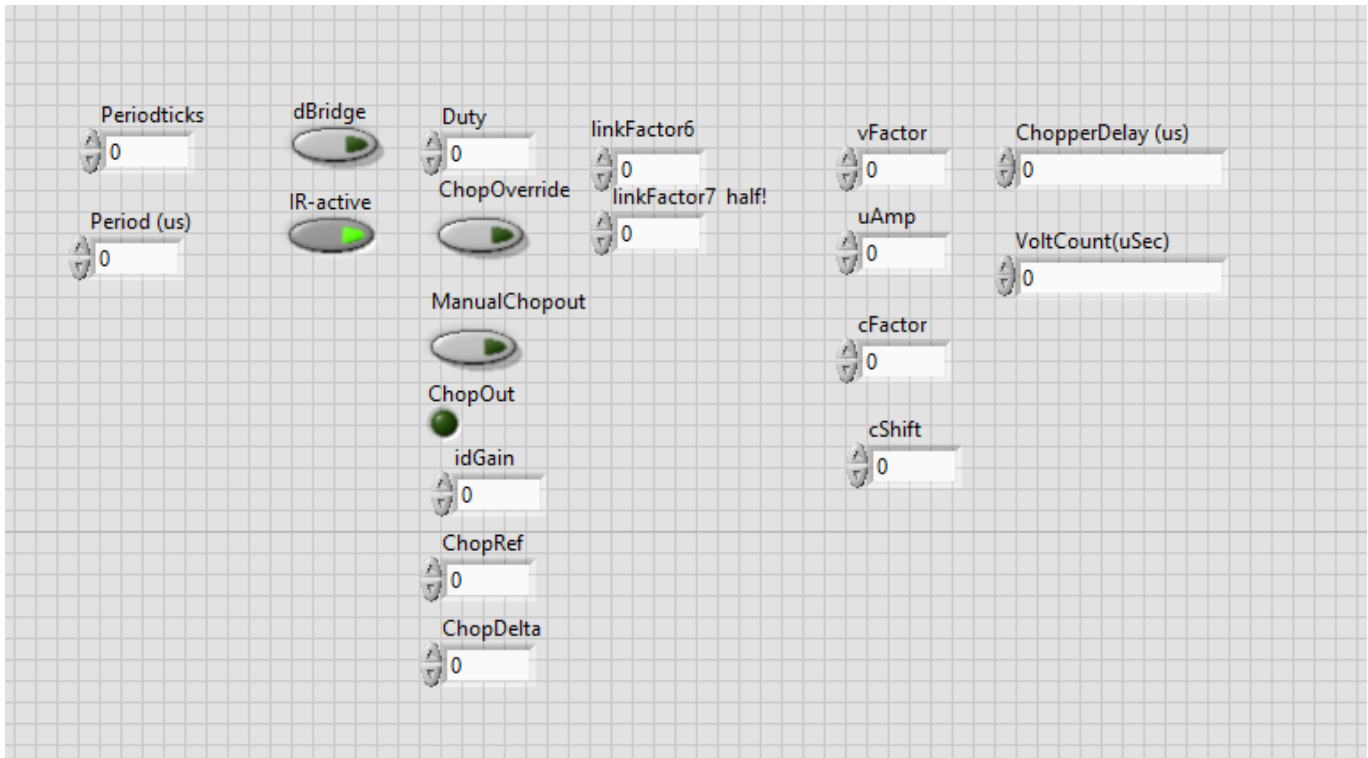 Periodticks
0
Period (us)
0
dBridge
IR-active
Duty
0
ChopOverride
ManualChopout
ChopOut
idGain
0
ChopRef
0
ChopDelta
0
linkFactor6
0
linkFactor7 half!
0
vFactor
0
uAmp
0
cFactor
0
cShift
0
ChopperDelay (us)
0
VoltCount(uSec)
0